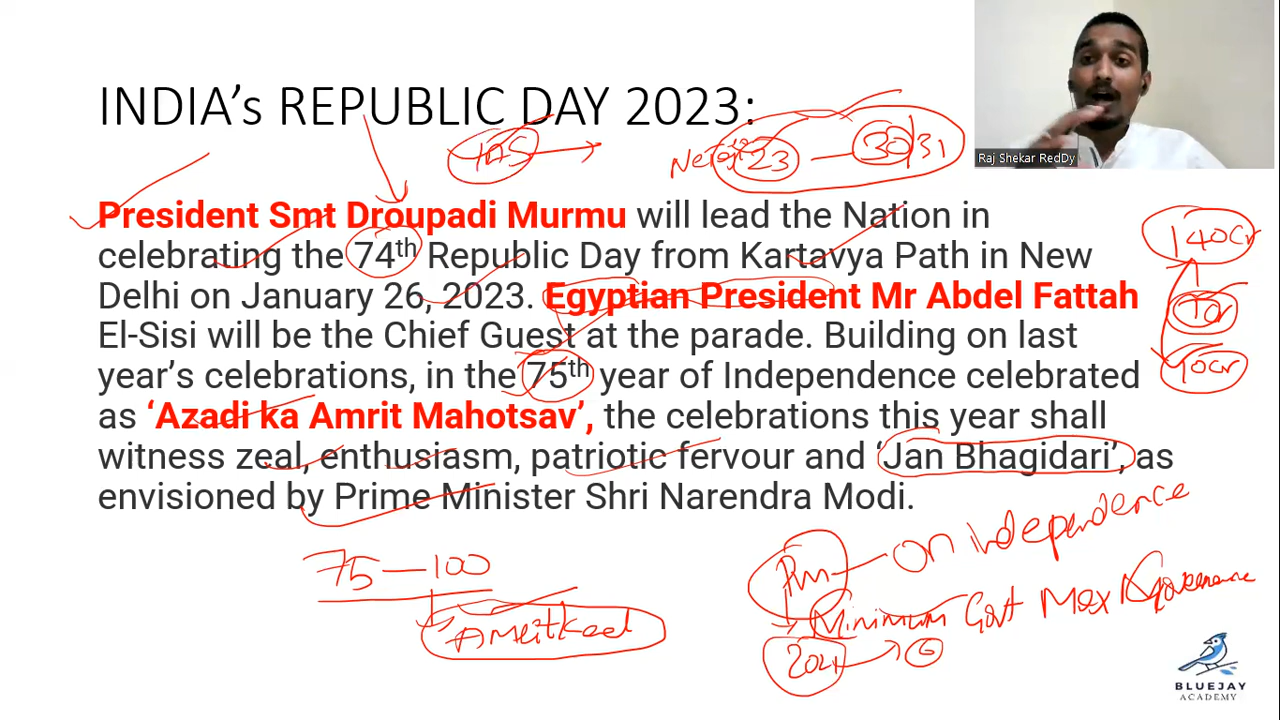 INDIA's REPUBLIC DAY 2023:
Raj Shekar RedDy
IAS
Netaji 23 - 30/31
President Smt Droupadi Murmu will lead the Nation in
celebrating the 74th Republic Day from Kartavya Path in New
Delhi on January 26, 2023. Egyptian President Mr Abdel Fattah
El-Sisi will be the Chief Guest at the parade. Building on last
year's celebrations, in the 75th year of Independence celebrated
as 'Azadi ka Amrit Mahotsav', the celebrations this year shall
witness zeal, enthusiasm, patriotic fervour and 'Jan Bhagidari', as
envisioned by Prime Minister Shri Narendra Modi.
140Cr
75 - 100
Amritkaal
Pm - On independence
Minimum Govt Max Governance
BLUEJAY
ACADEMY